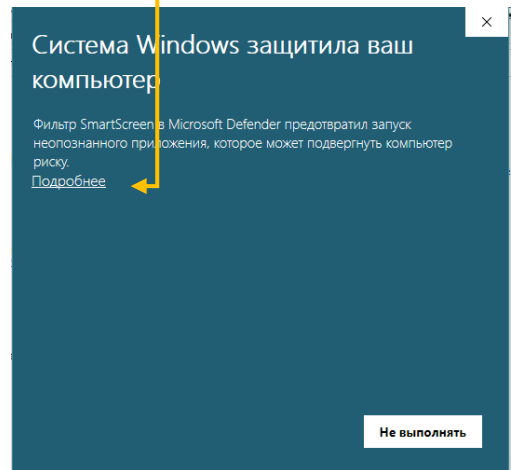 Система Windows защитила ваш
компьютер
Фильтр SmartScreen в Microsoft Defender предотвратил запуск
неопознанного приложения, которое может подвергнуть компьютер
риску.
Подробнее
Не выполнять